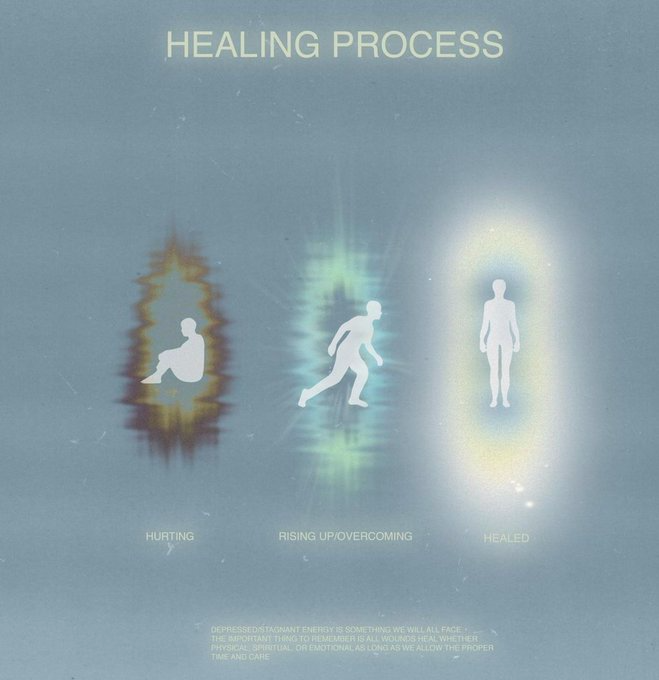 HEALING PROCESS
HURTING
RISING UP/OVERCOMING
HEALED
DEPRESSED/STAGNANT ENERGY IS SOMETHING WE WILL ALL FACE -
THE IMPORTANT THING TO REMEMBER IS ALL WOUNDS HEAL WHETHER
PHYSICAL, SPIRITUAL, OR EMOTIONAL AS LONG AS WE ALLOW THE PROPER
TIME AND CARE